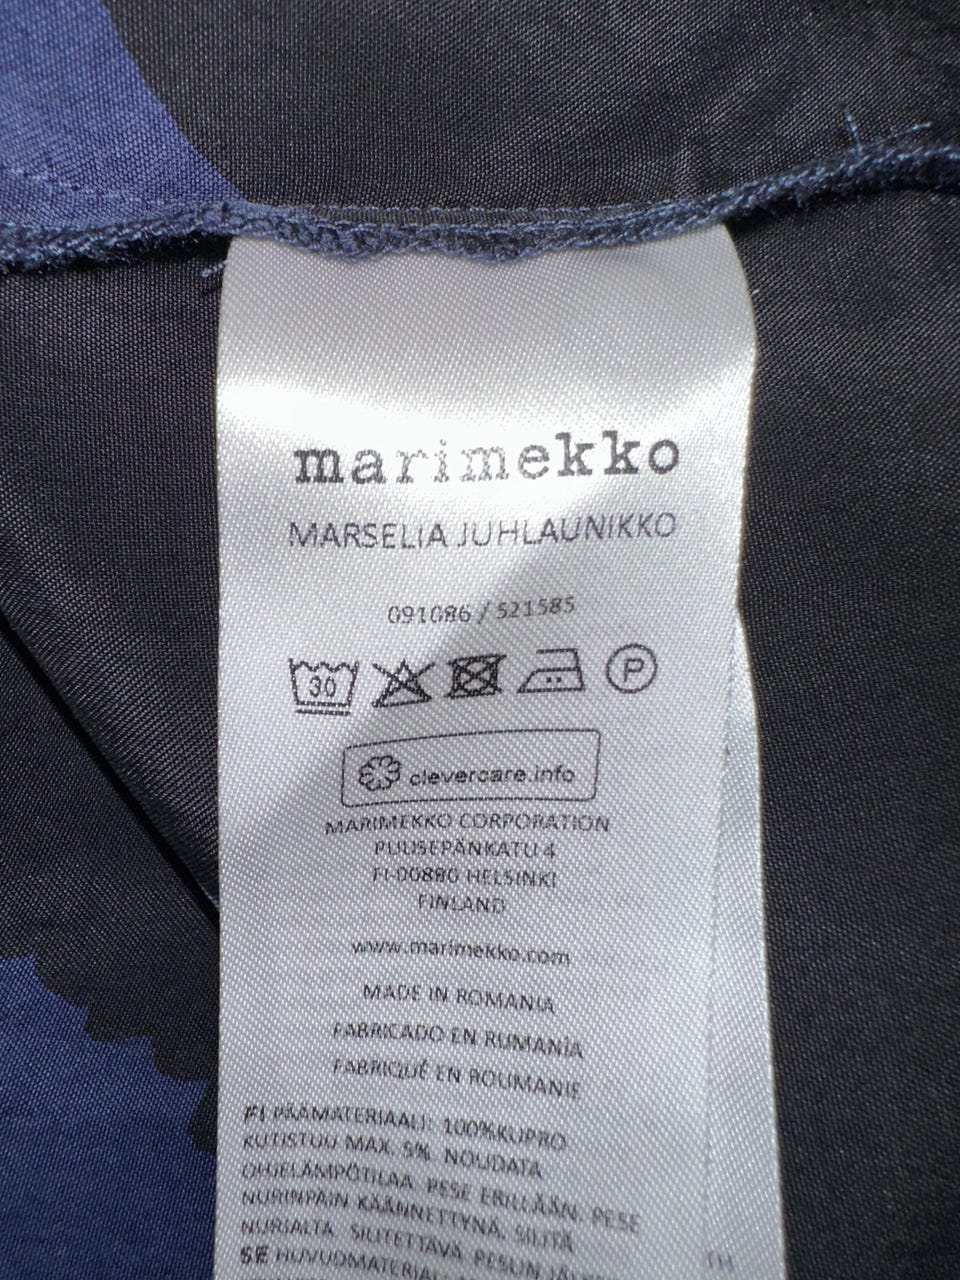 marimekko
MARSELIA JUHLAUNIKKO
091086 / 521585
30
P
clevercare.info
MARIMEKKO CORPORATION
PUUSEPÄNKATU 4
FI-00880 HELSINKI
FINLAND
www.marimekko.com
MADE IN ROMANIA
FABRICADO EN RUMANÍA
FABRIQUÉ EN ROUMANIE
FI PÄÄMATERIAALI: 100%KUPRO
KUTISTUU MAX. 5%. NOUDATA
OHJELÄMPÖTILAA. PESE ERILLÄÄN. PESE
NURINPÄIN KÄÄNNETTYNÄ. SILITÄ
NURJALTA. SILITETTÄVÄ. PESUN
SE HUVUDMATERIAL: